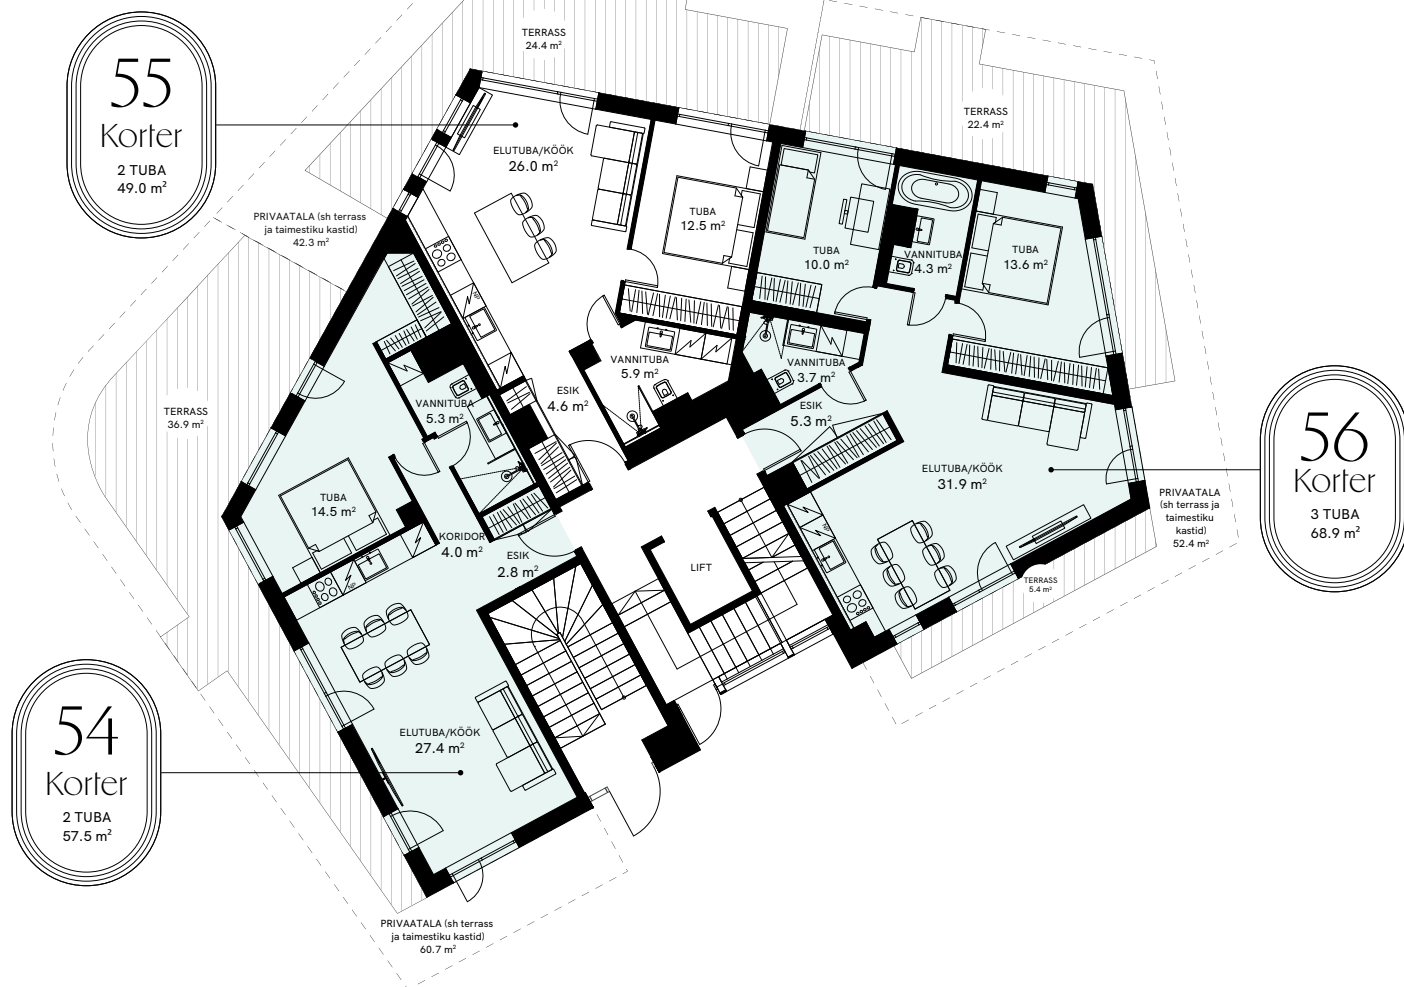 55
Korter
2 TUBA
49.0 m²
TERRASS
24.4 m²
TERRASS
22.4 m²
ELUTUBA/KÖÖK
26.0 m²
TUBA
12.5 m²
PRIVAATALA (sh terrass
ja taimestiku kastid)
42.3 m²
TUBA
10.0 m²
VANNITUBA
4.3 m²
TUBA
13.6 m²
VANNITUBA
5.9 m²
VANNITUBA
3.7 m²
ESIK
4.6 m²
ESIK
5.3 m²
TERRASS
36.9 m²
VANNITUBA
5.3 m²
ELUTUBA/KÖÖK
31.9 m²
56
Korter
3 TUBA
68.9 m²
PRIVAATALA
(sh terrass ja
taimestiku
kastid)
52.4 m²
TUBA
14.5 m²
KORIDOR
4.0 m²
ESIK
2.8 m²
LIFT
TERRASS
5.4 m²
54
Korter
2 TUBA
57.5 m²
ELUTUBA/KÖÖK
27.4 m²
PRIVAATALA (sh terrass
ja taimestiku kastid)
60.7 m²